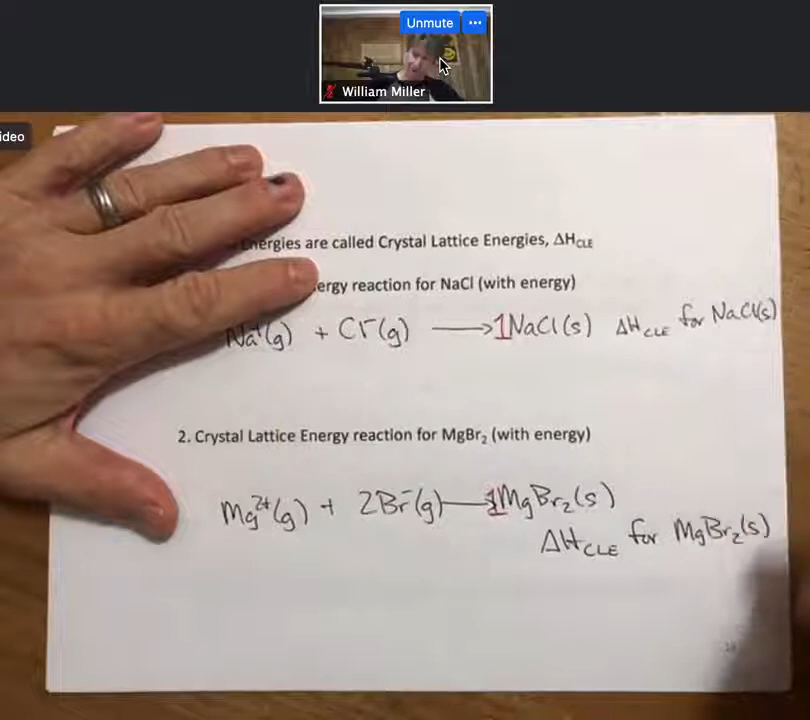 Unmute
William Miller
ideo
Energies are called Crystal Lattice Energies, ΔHCLE
ergy reaction for NaCl (with energy)
Na⁺(g) + Cl⁻(g) ⟶ 1NaCl(s) ΔHCLE for NaCl(s)
2. Crystal Lattice Energy reaction for MgBr₂ (with energy)
Mg²⁺(g) + 2Br⁻(g) ⟶ 1MgBr₂(s)
ΔHCLE for MgBr₂(s)